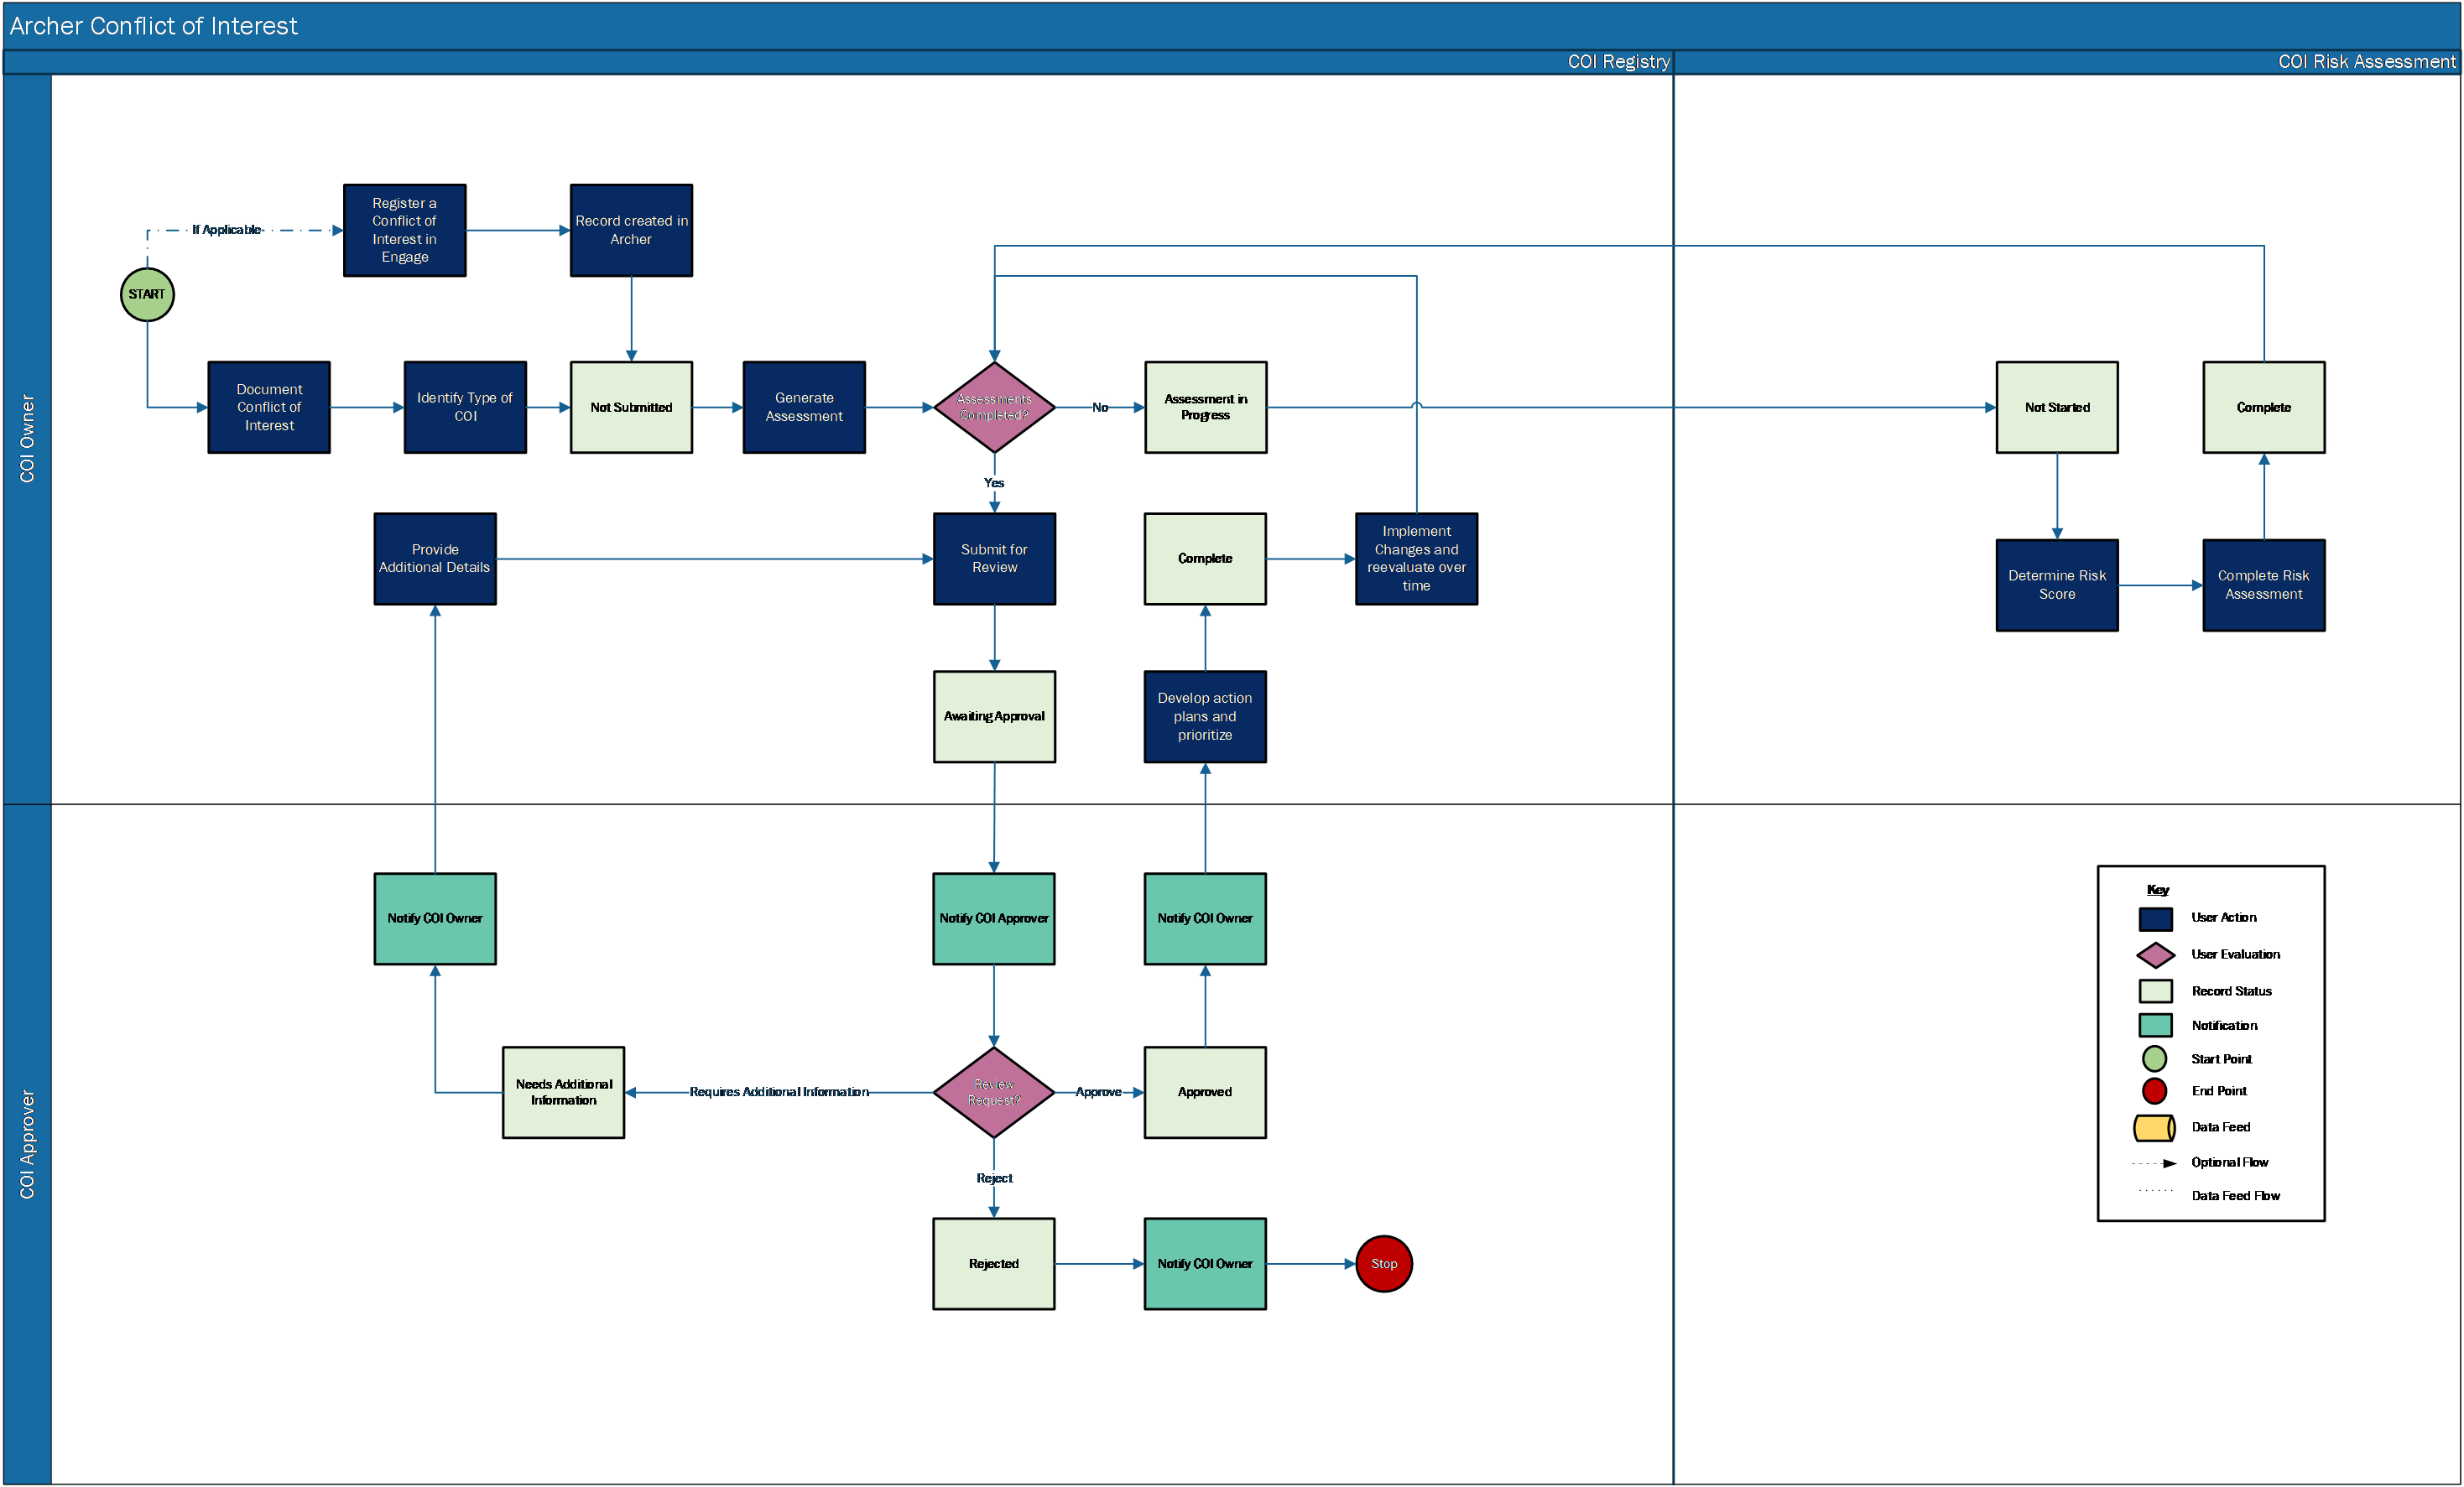 Archer Conflict of Interest
COI Registry
COI Risk Assessment
COI Owner
Register a
Conflict of
Interest in
Engage
Record created in
Archer
If Applicable
START
Document
Conflict of
Interest
Identify Type of
COI
Not Submitted
Generate
Assessment
Assessments
Completed?
No
Assessment in
Progress
Not Started
Complete
Yes
Provide
Additional Details
Submit for
Review
Complete
Implement
Changes and
reevaluate over
time
Determine Risk
Score
Complete Risk
Assessment
Awaiting Approval
Develop action
plans and
prioritize
COI Approver
Notify COI Owner
Notify COI Approver
Notify COI Owner
Needs Additional
Information
Requires Additional Information
Review
Request?
Approve
Approved
Reject
Rejected
Notify COI Owner
Stop
Key
User Action
User Evaluation
Record Status
Notification
Start Point
End Point
Data Feed
Optional Flow
Data Feed Flow